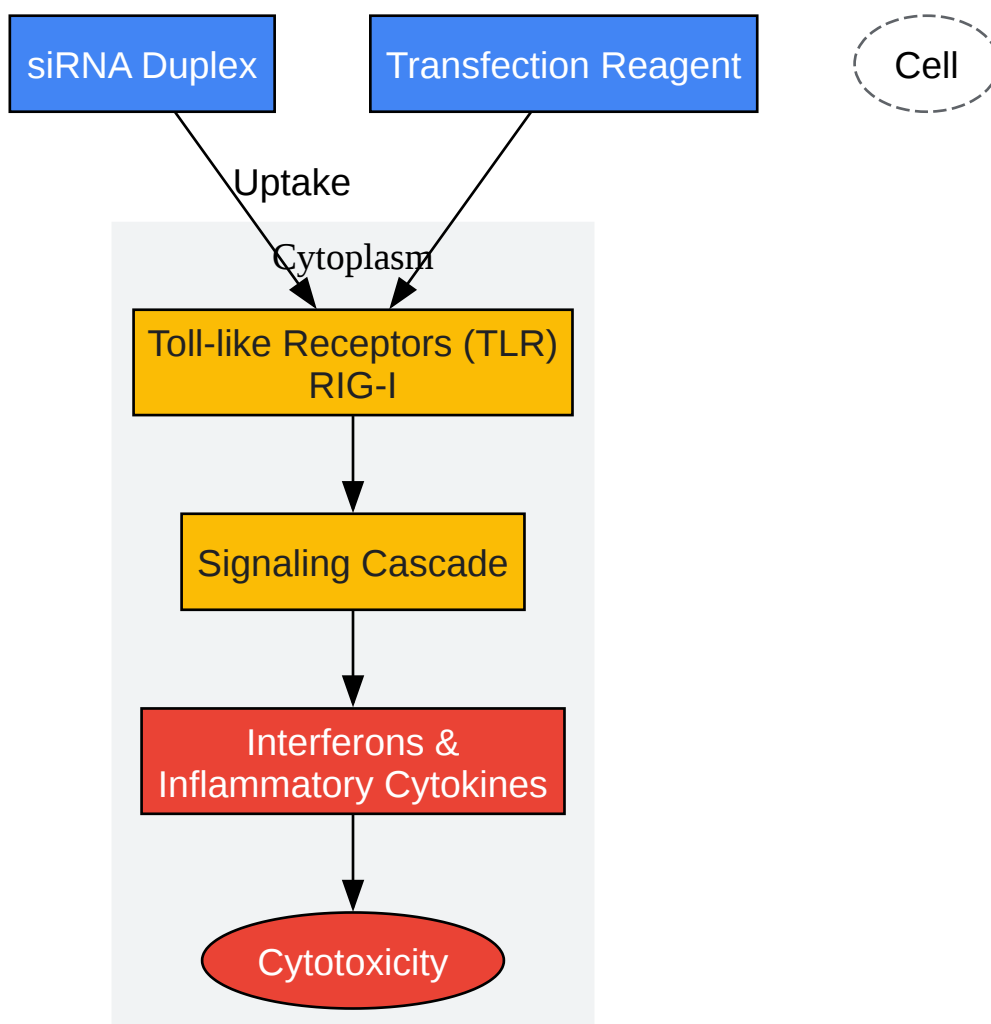 siRNA Duplex
Transfection Reagent
Cell
Uptake
Cytoplasm
Toll-like Receptors (TLR)
RIG-I
Signaling Cascade
Interferons &
Inflammatory Cytokines
Cytotoxicity